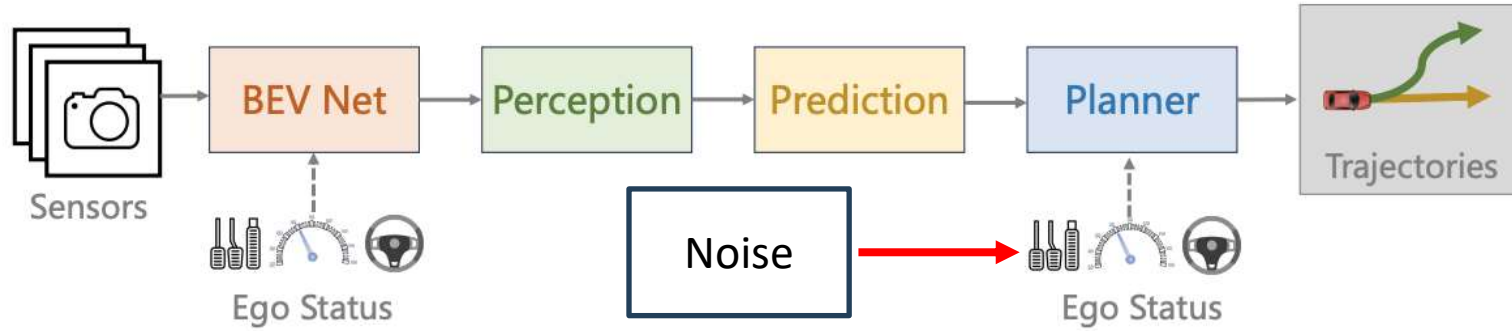 BEV Net
Perception
Prediction
Planner
Trajectories
Sensors
Noise
Ego Status
Ego Status